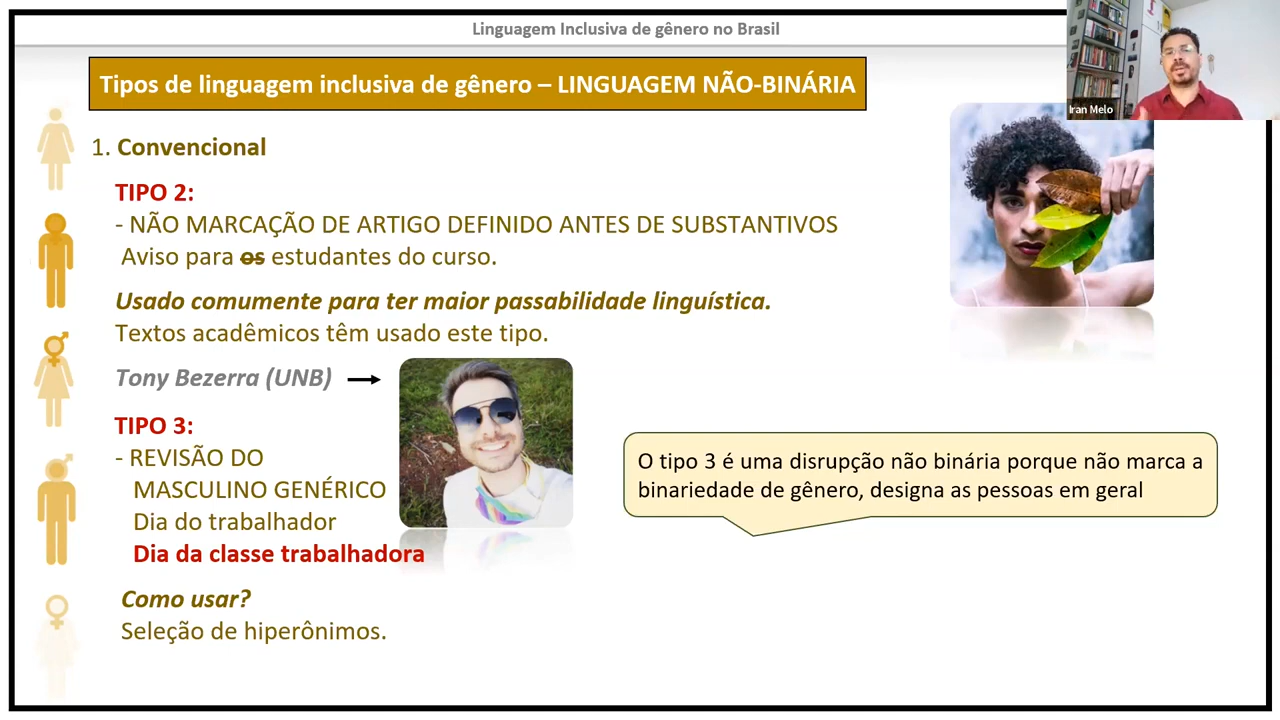 Linguagem Inclusiva de gênero no Brasil
Iran Melo
Tipos de linguagem inclusiva de gênero – LINGUAGEM NÃO-BINÁRIA
1. Convencional
TIPO 2:
- NÃO MARCAÇÃO DE ARTIGO DEFINIDO ANTES DE SUBSTANTIVOS
Aviso para os estudantes do curso.
Usado comumente para ter maior passabilidade linguística.
Textos acadêmicos têm usado este tipo.
Tony Bezerra (UNB)
TIPO 3:
- REVISÃO DO
MASCULINO GENÉRICO
Dia do trabalhador
Dia da classe trabalhadora
Como usar?
Seleção de hiperônimos.
O tipo 3 é uma disrupção não binária porque não marca a
binariedade de gênero, designa as pessoas em geral